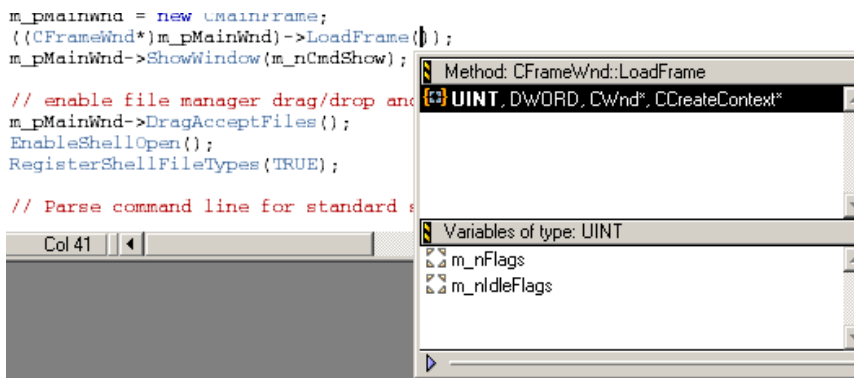 m_pMainWnd = new CMainFrame;
((CFrameWnd*)m_pMainWnd)->LoadFrame());
m_pMainWnd->ShowWindow(m_nCmdShow);
// enable file manager drag/drop and
m_pMainWnd->DragAcceptFiles();
EnableShellOpen();
RegisterShellFileTypes(TRUE);
// Parse command line for standard s
Col 41
Method: CFrameWnd::LoadFrame
UINT, DWORD, CWnd*, CCreateContext*
Variables of type: UINT
m_nFlags
m_nIdleFlags